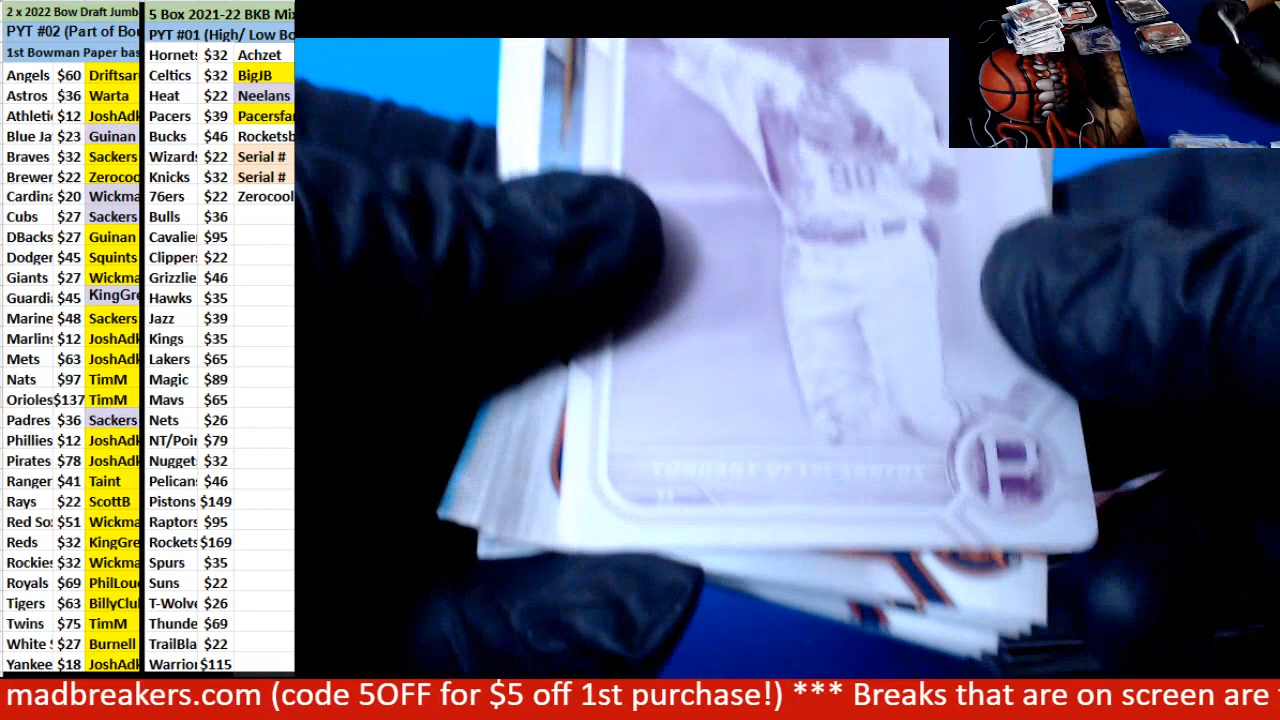 2 x 2022 Bow Draft Jumb
PYT #02 (Part of Bou
1st Bowman Paper bas
Angels $60 Driftsar
Astros $36 Warta
Athleti $12 JoshAdk
Blue Ja $23 Guinan
Braves $32 Sackers
Brewer $22 Zerocoo
Cardina $20 Wickma
Cubs $27 Sackers
DBacks $27 Guinan
Dodger $45 Squints
Giants $27 Wickma
Guardi $45 KingGre
Marine $48 Sackers
Marlins $12 JoshAdk
Mets $63 JoshAdk
Nats $97 TimM
Orioles $137 TimM
Padres $36 Sackers
Phillies $12 JoshAdk
Pirates $78 JoshAdk
Ranger $41 Taint
Rays $22 ScottB
Red So $51 Wickma
Reds $32 KingGre
Rockie $32 Wickma
Royals $69 PhilLou
Tigers $63 BillyClu
Twins $75 TimM
White $27 Burnell
Yankee $18 JoshAdk
5 Box 2021-22 BKB Mix
PYT #01 (High/ Low Bo
Hornets $32 Achzet
Celtics $32 BigJB
Heat $22 Neelans
Pacers $39 Pacersfa
Bucks $46 Rocketsb
Wizard $22 Serial #
Knicks $32 Serial #
76ers $22 Zerocool
Bulls $36
Cavalie $95
Clipper $22
Grizzlie $46
Hawks $35
Jazz $39
Kings $35
Lakers $65
Magic $89
Mavs $65
Nets $26
NT/Poin $79
Nugget $32
Pelican $46
Pistons $149
Raptors $95
Rockets $169
Spurs $35
Suns $22
T-Wolve $26
Thunde $69
TrailBla $22
Warrior $115
madbreakers.com (code 5OFF for $5 off 1st purchase!) *** Breaks that are on screen are